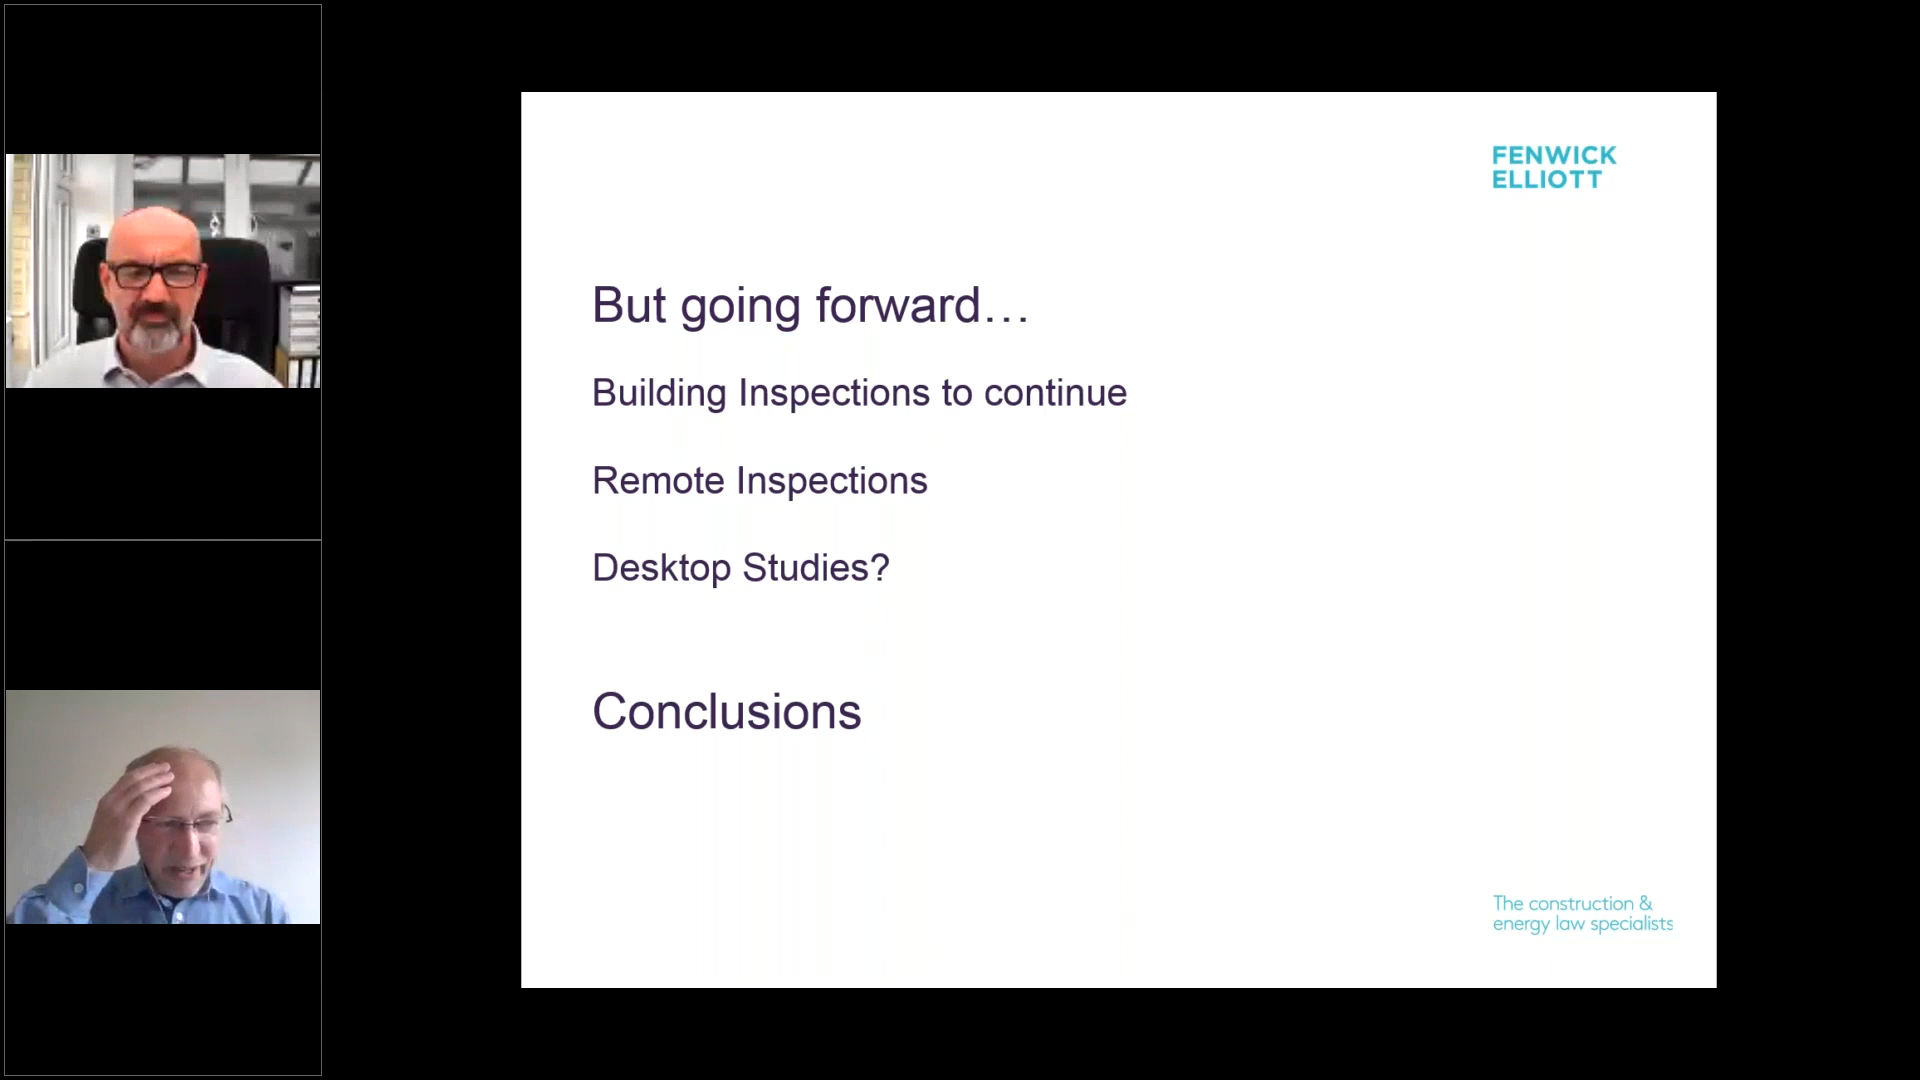 FENWICK
ELLIOTT
But going forward…
Building Inspections to continue
Remote Inspections
Desktop Studies?
Conclusions
The construction &
energy law specialists